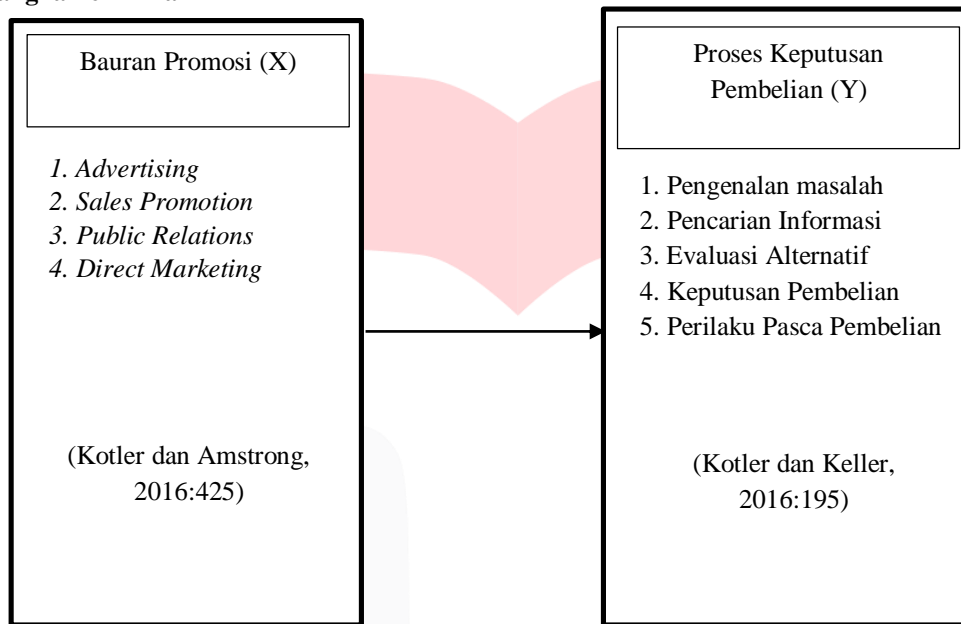 Bauran Promosi (X)
1. Advertising
2. Sales Promotion
3. Public Relations
4. Direct Marketing
(Kotler dan Amstrong,
2016:425)
Proses Keputusan
Pembelian (Y)
1. Pengenalan masalah
2. Pencarian Informasi
3. Evaluasi Alternatif
4. Keputusan Pembelian
5. Perilaku Pasca Pembelian
(Kotler dan Keller,
2016:195)